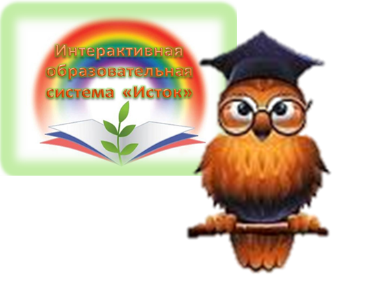 Интерактивная
образовательная
система «Исток»